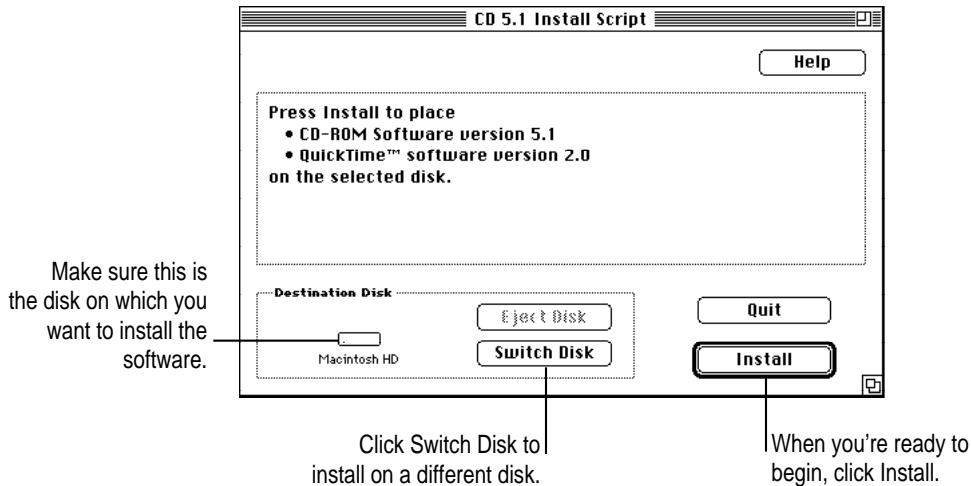 CD 5.1 Install Script
Help
Press Install to place
• CD-ROM Software version 5.1
• QuickTime™ software version 2.0
on the selected disk.
Make sure this is
the disk on which you
want to install the
software.
Destination Disk
Macintosh HD
Eject Disk
Switch Disk
Quit
Install
Click Switch Disk to
install on a different disk.
When you're ready to
begin, click Install.